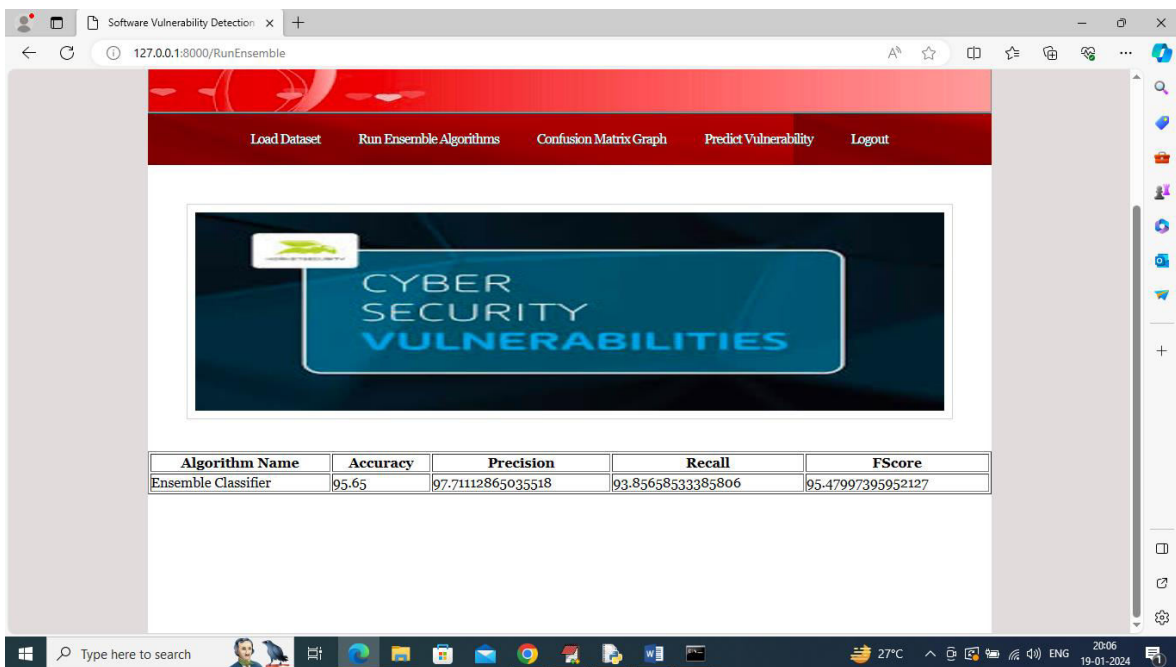 Software Vulnerability Detection
127.0.0.1:8000/RunEnsemble
Load Dataset Run Ensemble Algorithms Confusion Matrix Graph Predict Vulnerability Logout
CYBER
SECURITY
VULNERABILITIES
Algorithm Name Accuracy Precision Recall FScore
Ensemble Classifier 95.65 97.71112865035518 93.85658533385806 95.47997395952127
Type here to search
27°C ENG 20:06
19-01-2024